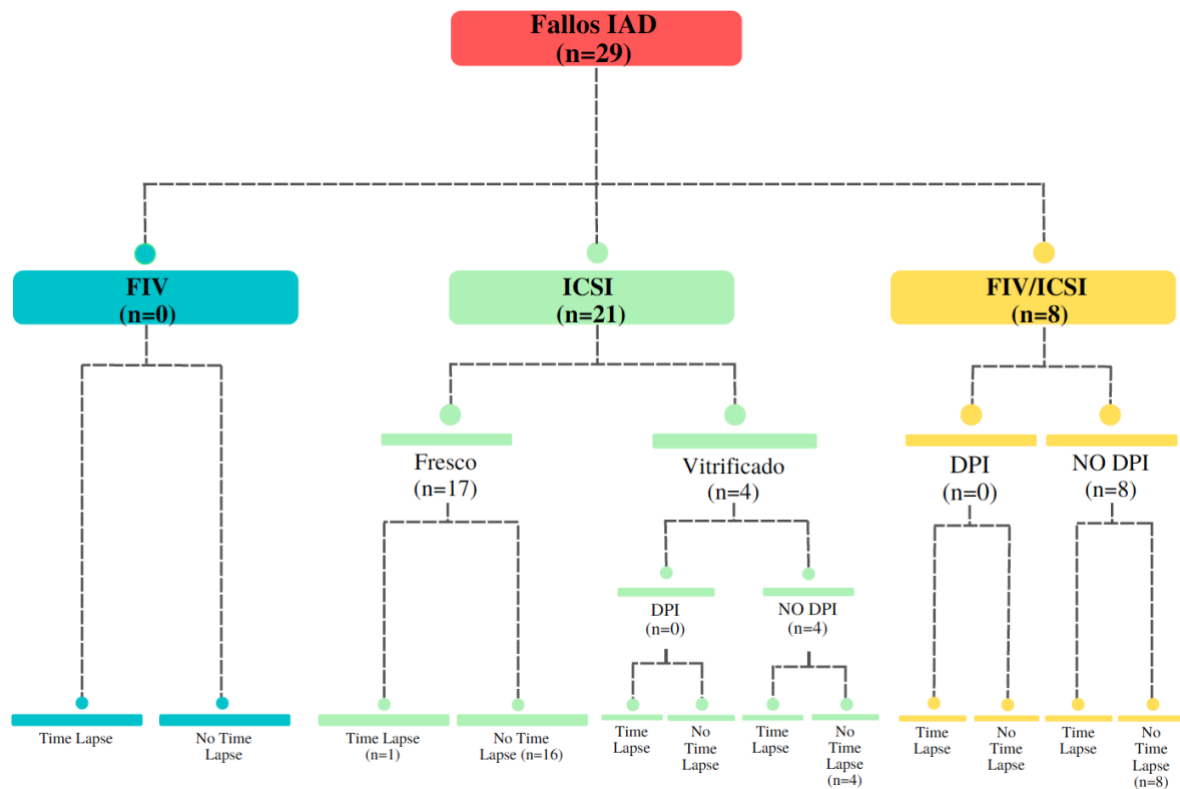 Fallos IAD
(n=29)
FIV
(n=0)
ICSI
(n=21)
FIV/ICSI
(n=8)
Fresco
(n=17)
Vitrificado
(n=4)
DPI
(n=0)
NO DPI
(n=8)
DPI
(n=0)
NO DPI
(n=4)
Time Lapse
No Time
Lapse
Time Lapse
(n=1)
No Time
Lapse (n=16)
Time
Lapse
No
Time
Lapse
Time
Lapse
No
Time
Lapse
(n=4)
Time
Lapse
No
Time
Lapse
Time
Lapse
No
Time
Lapse
(n=8)